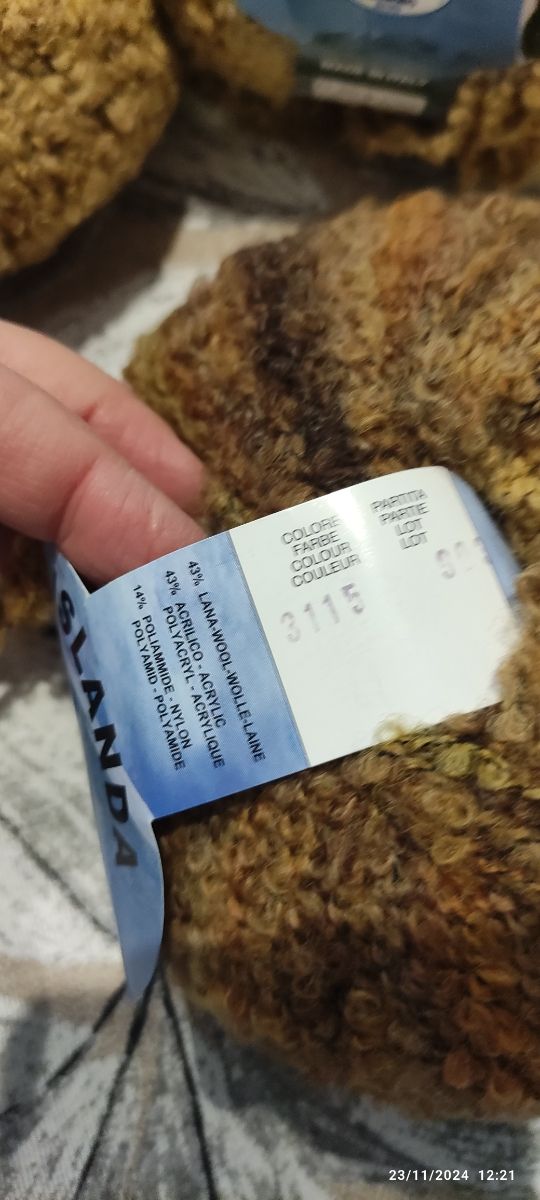 SLANDA
43% LANA-WOOL-WOLLE-LAINE
43% ACRILICO - ACRYLIC
POLYACRYL - ACRYLIQUE
14% POLIAMMIDE - NYLON
POLYAMID - POLYAMIDE
COLORE
FARBE
COLOUR
COULEUR
3115
PARTITA
PARTIE
LOT
LOT
23/11/2024 12:21